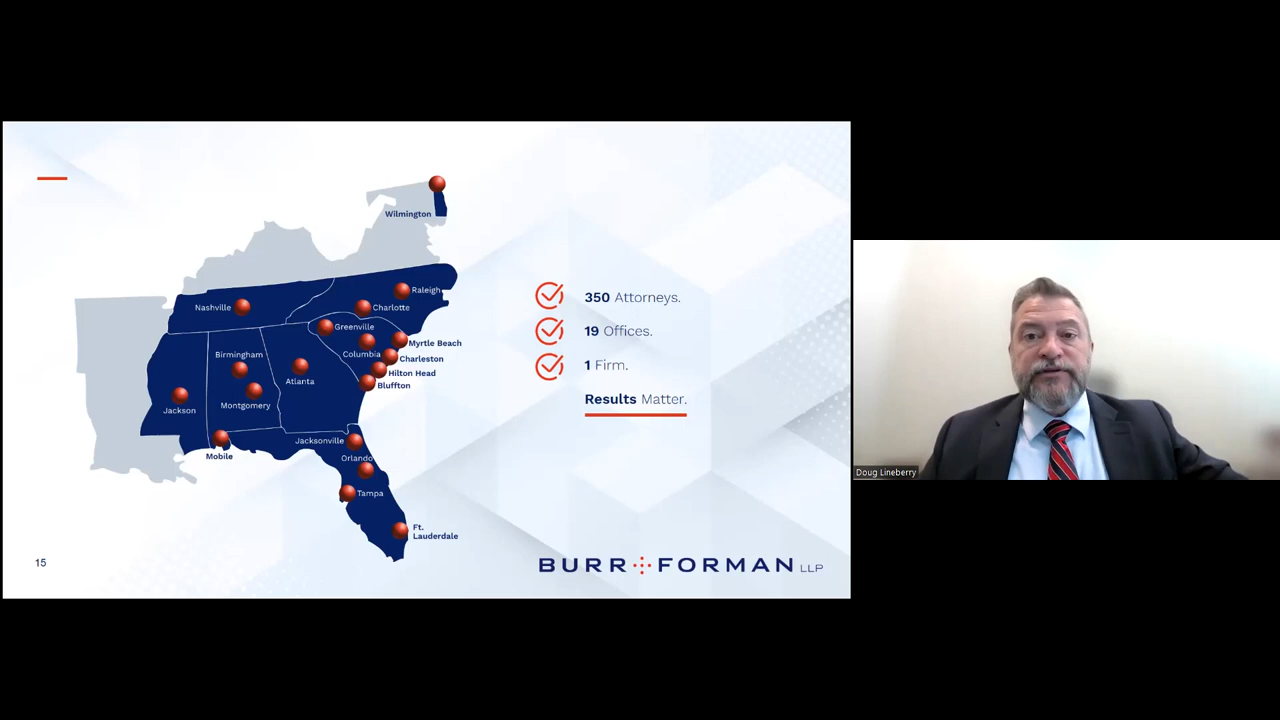 Wilmington
Raleigh
Nashville
Charlotte
Greenville
Myrtle Beach
Columbia
Charleston
Birmingham
Hilton Head
Atlanta
Bluffton
Montgomery
Jackson
Jacksonville
Mobile
Orlando
Tampa
Ft.
Lauderdale
350 Attorneys.
19 Offices.
1 Firm.
Results Matter.
15
BURR FORMAN LLP
Doug Lineberry